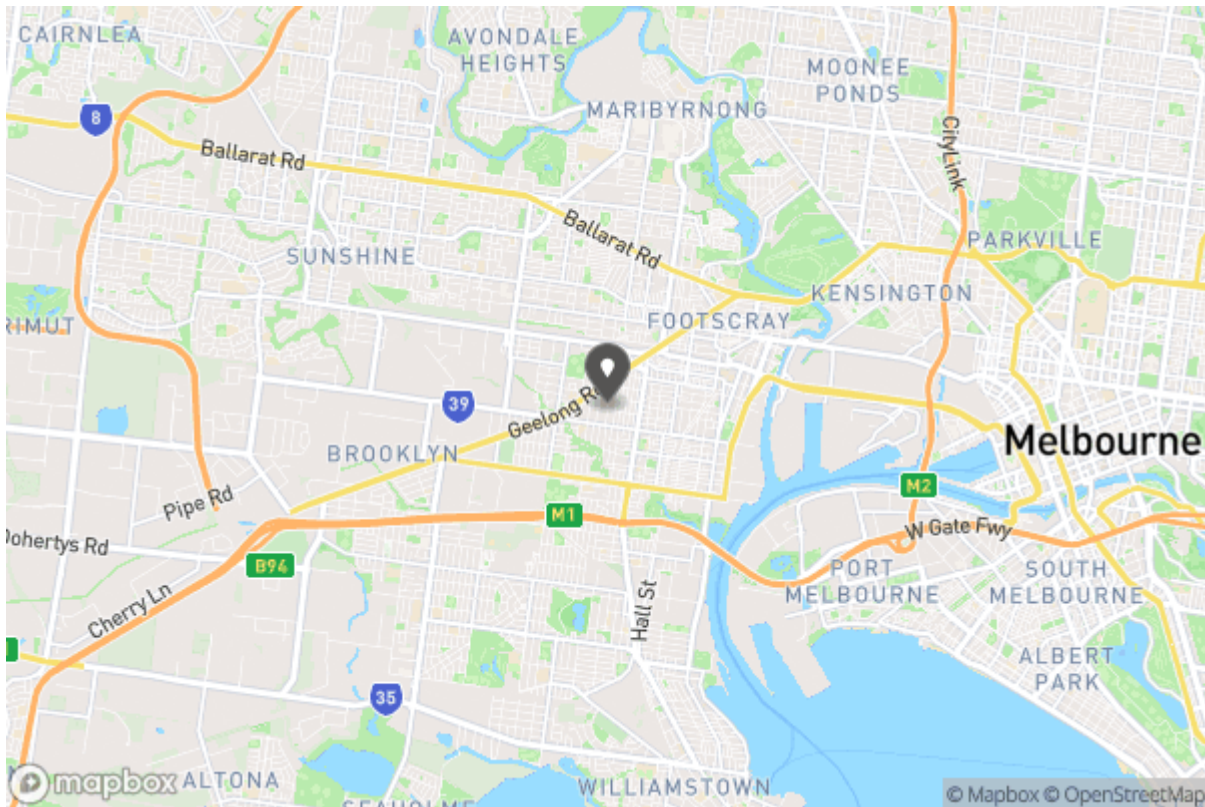 CAIRNLEA
AVONDALE
HEIGHTS
MOONEE
PONDS
MARIBYRNONG
8
CityLink
Ballarat Rd
Ballarat Rd
PARKVILLE
SUNSHINE
KENSINGTON
RIMUT
FOOTSCRAY
39
Geelong Rd
BROOKLYN
Melbourne
M2
Pipe Rd
M1
W Gate Fwy
Dohertys Rd
B94
PORT
MELBOURNE
SOUTH
MELBOURNE
Cherry Ln
Hall St
ALBERT
PARK
35
mapbox
ALTONA
WILLIAMSTOWN
SEAHOLME
© Mapbox © OpenStreetMap